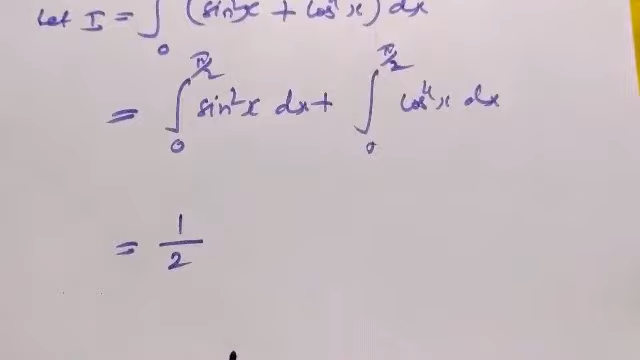 Let I = ∫₀ (sin²x + cos⁴x) dx
= ∫₀^{π/2} sin²x dx + ∫₀^{π/2} cos⁴x dx
= 1/2